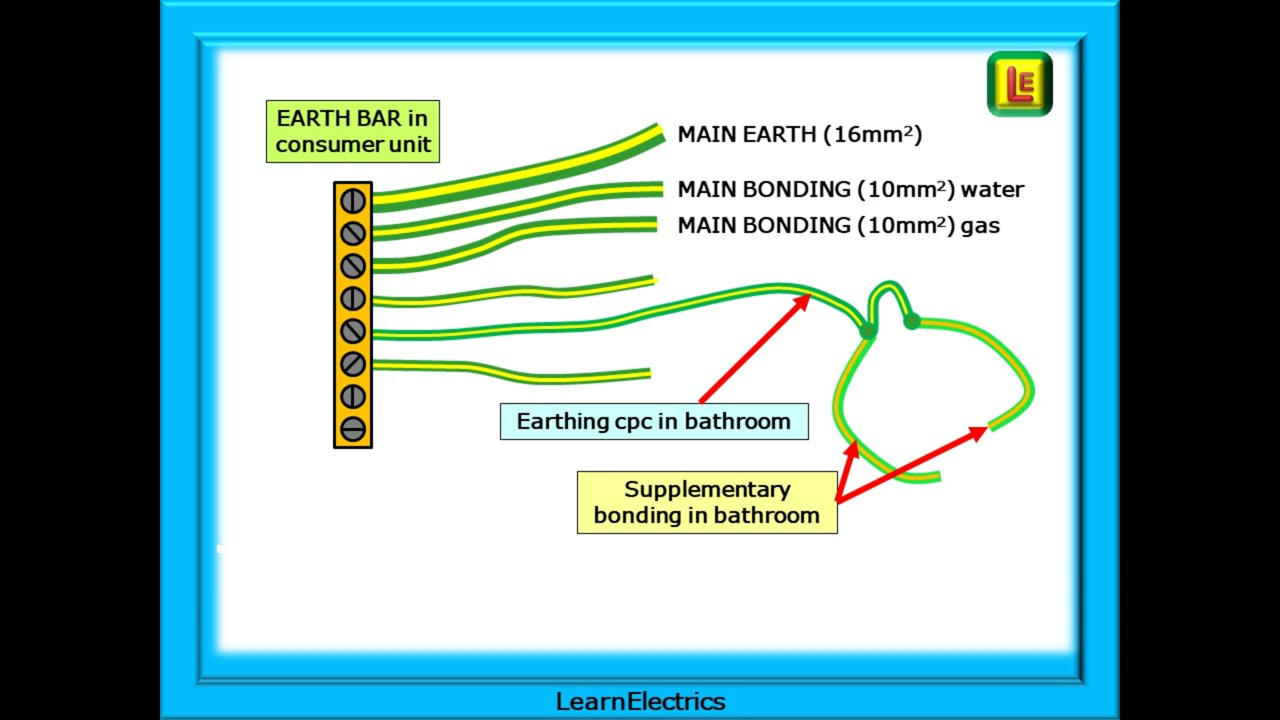 LE
EARTH BAR in
consumer unit
MAIN EARTH (16mm²)
MAIN BONDING (10mm²) water
MAIN BONDING (10mm²) gas
Earthing cpc in bathroom
Supplementary
bonding in bathroom
LearnElectrics